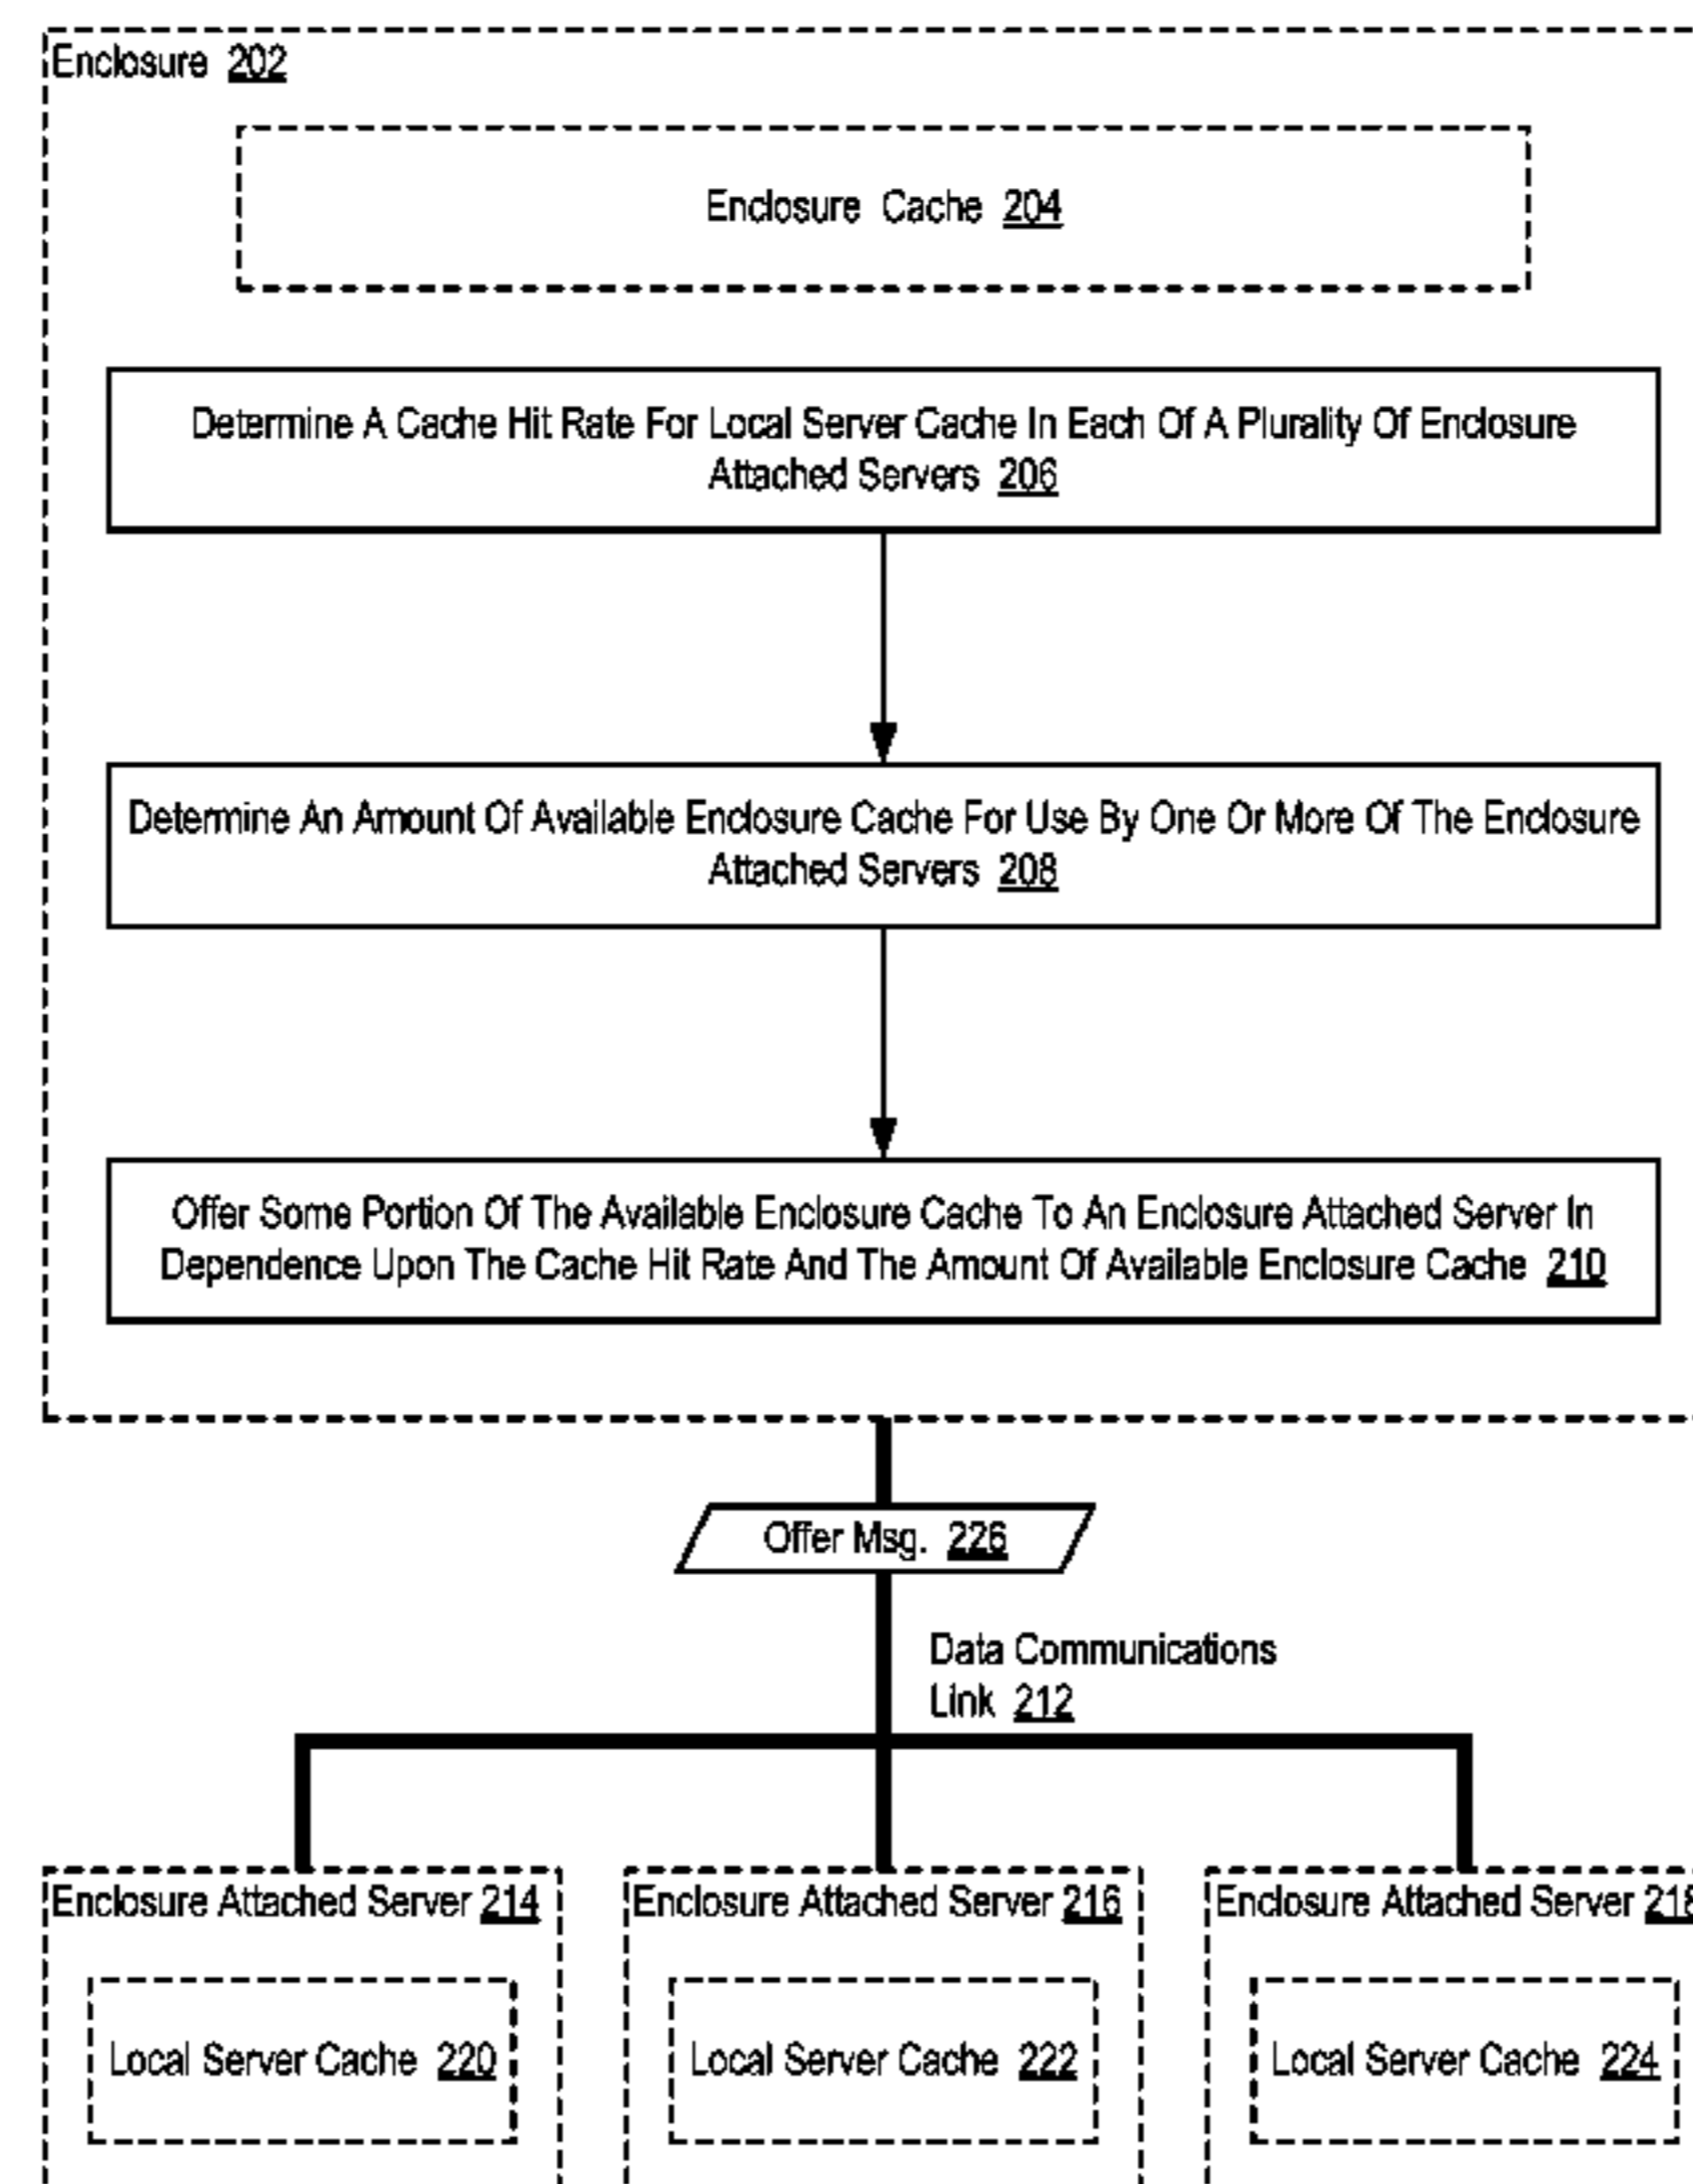 Enclosure 202
Enclosure Cache 204
Determine A Cache Hit Rate For Local Server Cache In Each Of A Plurality Of Enclosure
Attached Servers 206
Determine An Amount Of Available Enclosure Cache For Use By One Or More Of The Enclosure
Attached Servers 208
Offer Some Portion Of The Available Enclosure Cache To An Enclosure Attached Server In
Dependence Upon The Cache Hit Rate And The Amount Of Available Enclosure Cache 210
Offer Msg. 226
Data Communications
Link 212
Enclosure Attached Server 214
Enclosure Attached Server 216
Enclosure Attached Server 218
Local Server Cache 220
Local Server Cache 222
Local Server Cache 224